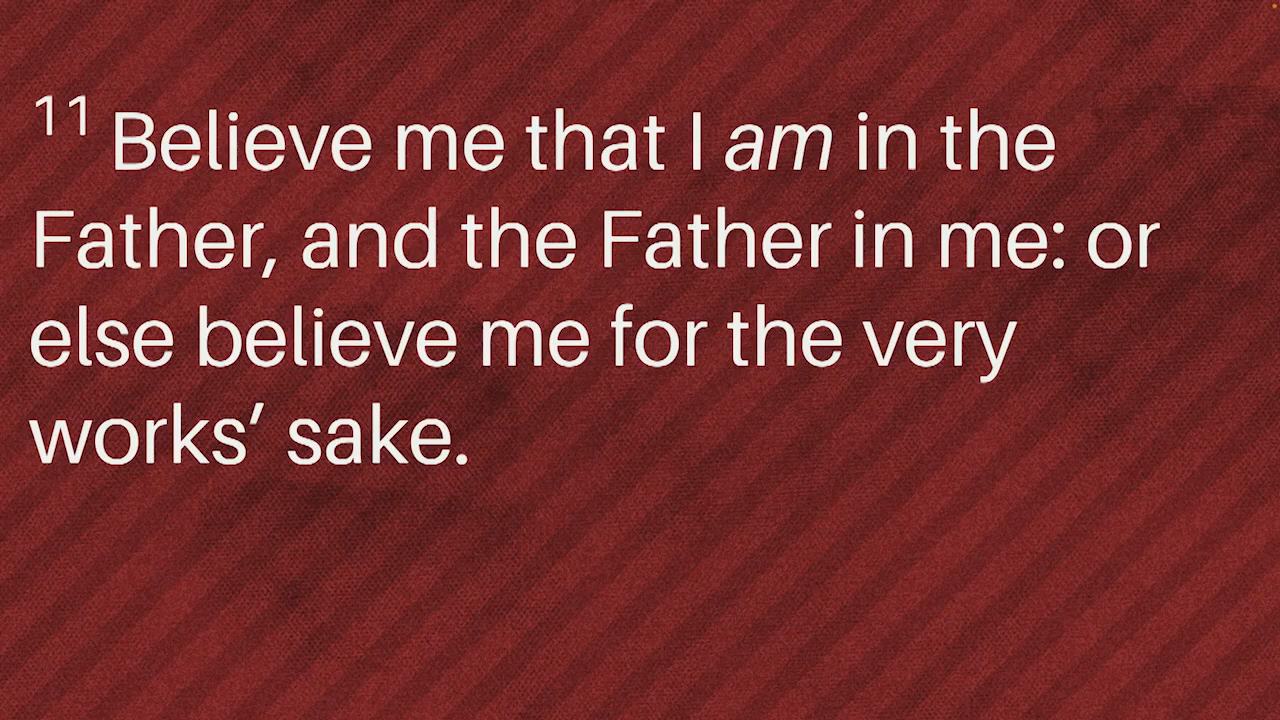 11 Believe me that I am in the
Father, and the Father in me: or
else believe me for the very
works’ sake.